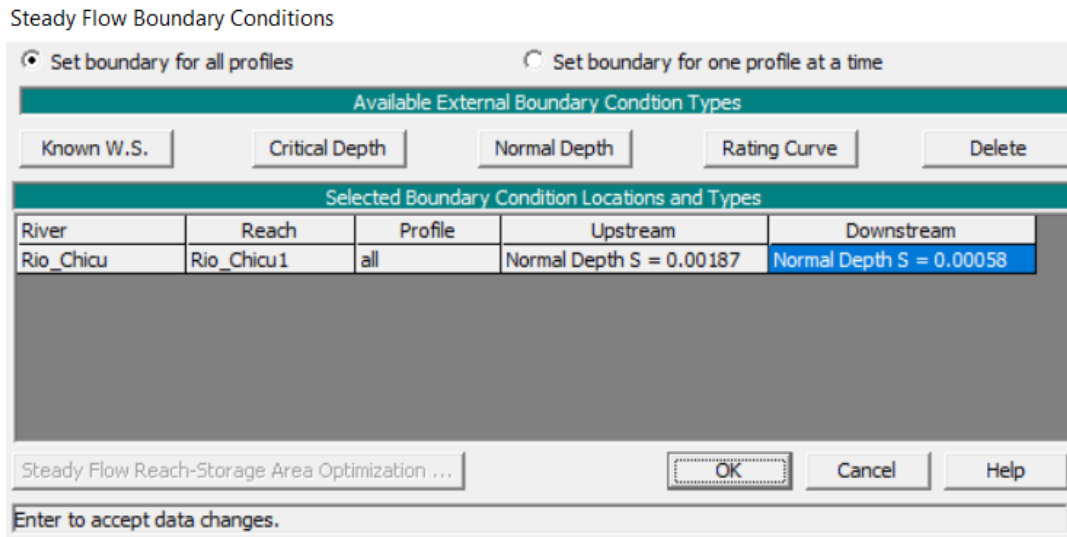 Steady Flow Boundary Conditions
Set boundary for all profiles Set boundary for one profile at a time
Available External Boundary Condtion Types
Known W.S. Critical Depth Normal Depth Rating Curve Delete
Selected Boundary Condition Locations and Types
River Reach Profile Upstream Downstream
Rio_Chicu Rio_Chicu1 all Normal Depth S = 0.00187 Normal Depth S = 0.00058
Steady Flow Reach-Storage Area Optimization ... OK Cancel Help
Enter to accept data changes.